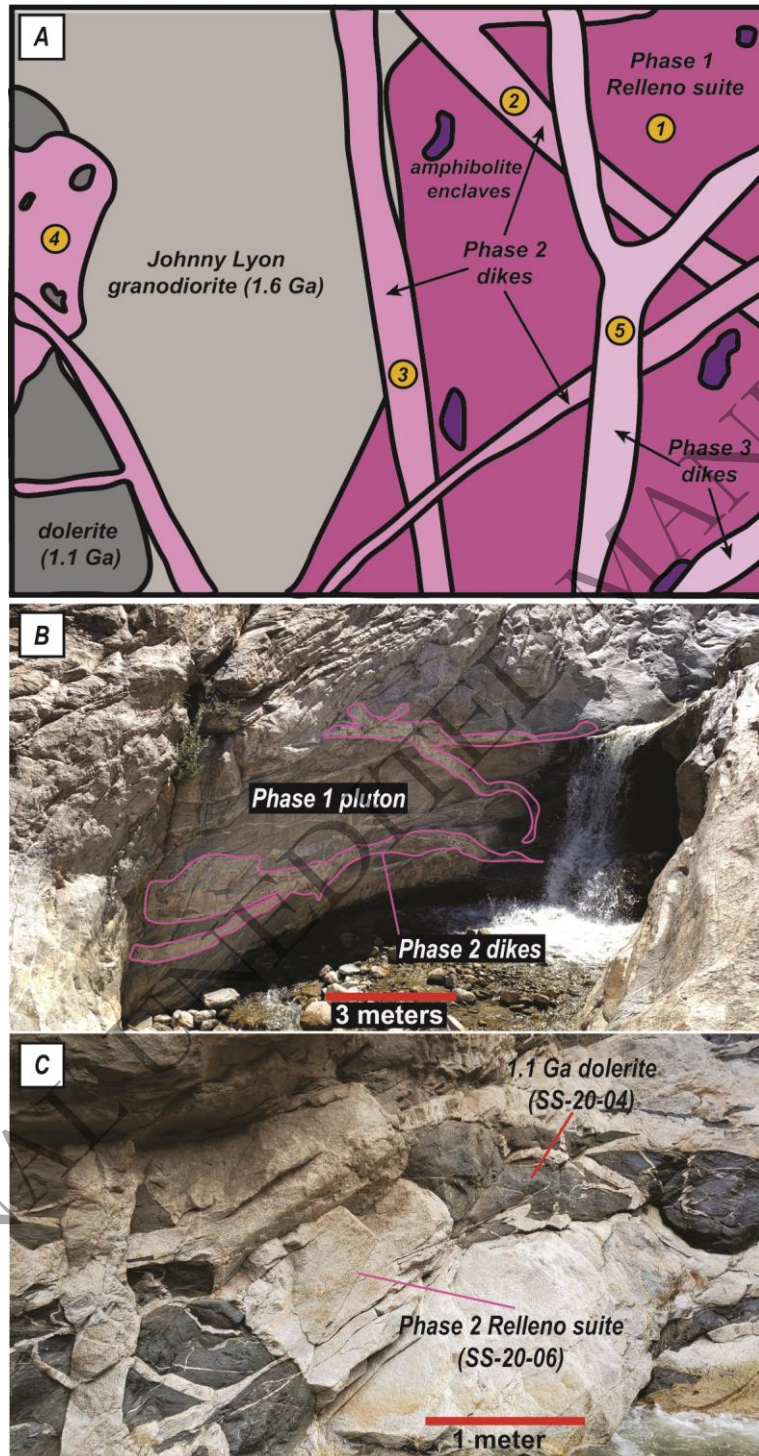 A
Phase 1
Relleno suite
2
1
amphibolite
enclaves
4
Johnny Lyon
granodiorite (1.6 Ga)
Phase 2
dikes
5
3
Phase 3
dikes
dolerite
(1.1 Ga)
B
Phase 1 pluton
Phase 2 dikes
3 meters
C
1.1 Ga dolerite
(SS-20-04)
Phase 2 Relleno suite
(SS-20-06)
1 meter
UNEDITED MAN